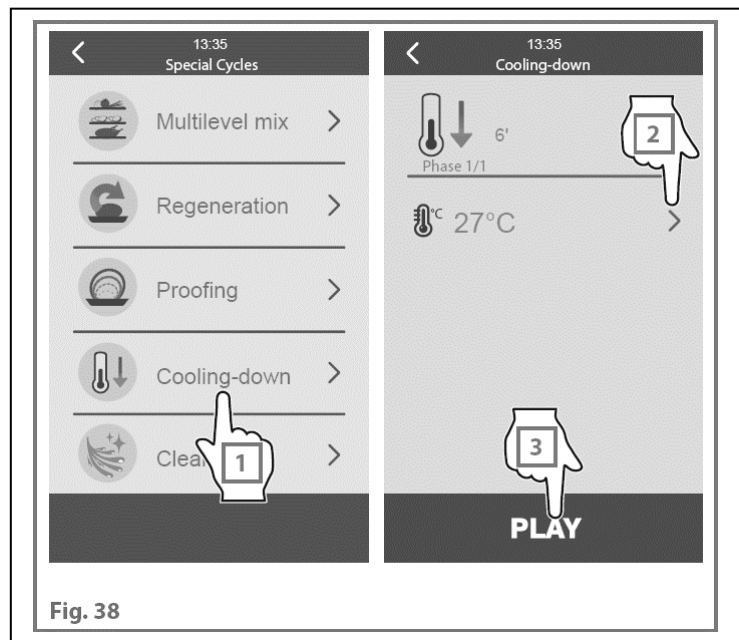 13:35
Special Cycles
Multilevel mix
Regeneration
Proofing
Cooling-down
Clea
1
13:35
Cooling-down
6'
Phase 1/1
2
°C 27°C
3
PLAY
Fig. 38